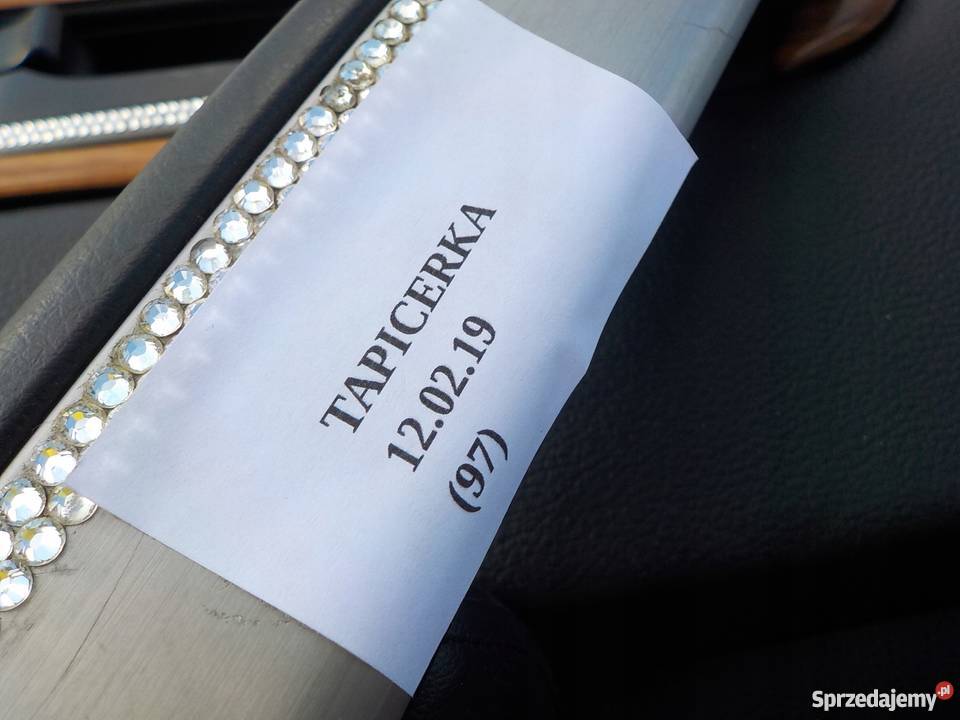 TAPICERKA
12.02.19
(97)
Sprzedajemy.pl